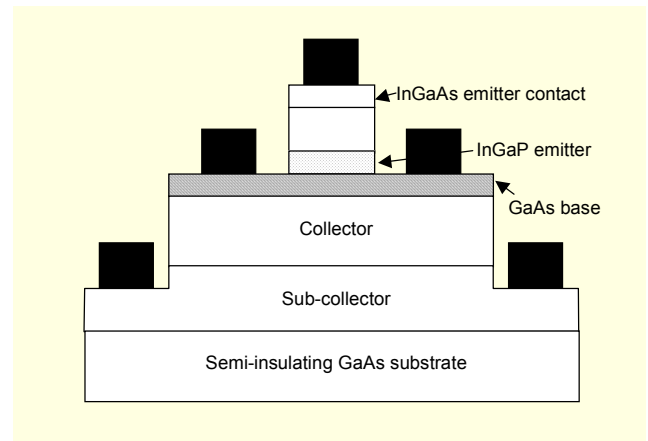 InGaAs emitter contact
InGaP emitter
GaAs base
Collector
Sub-collector
Semi-insulating GaAs substrate